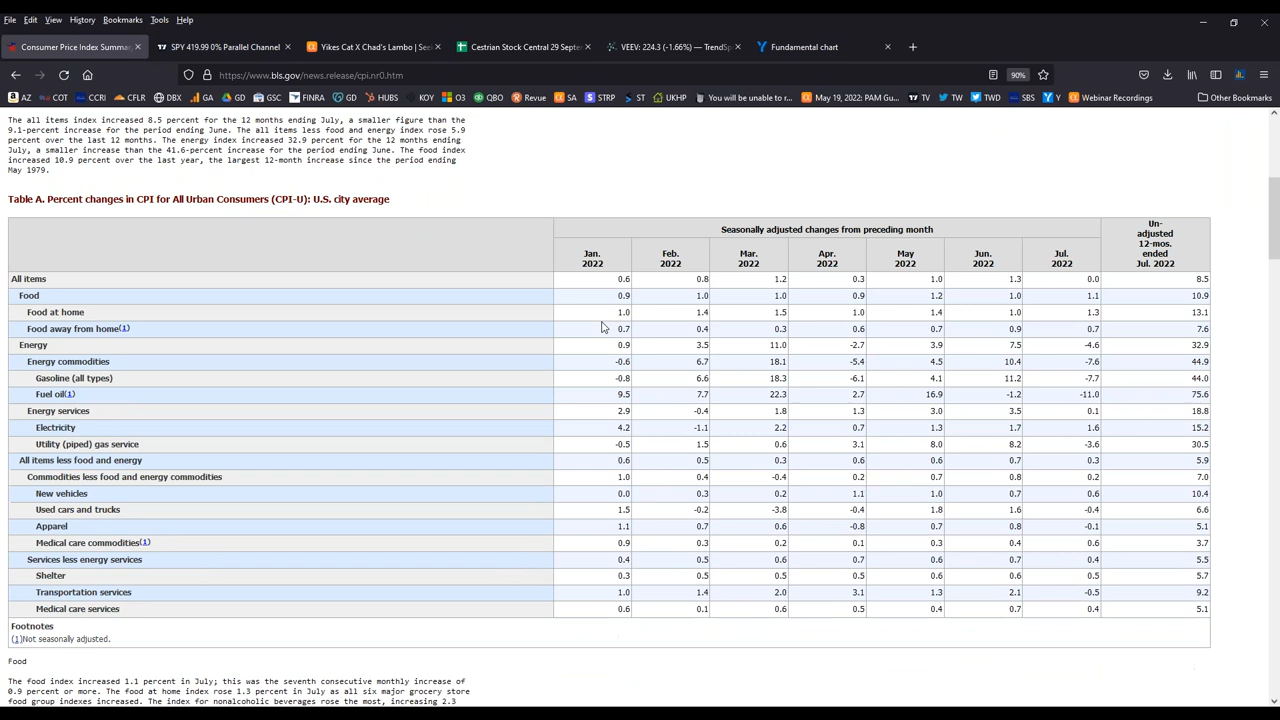 File Edit View History Bookmarks Tools Help
Consumer Price Index Summar SPY 419.99 0% Parallel Channel Yikes Cat X Chad's Lambo | See Cestrian Stock Central 29 Septe VEEV: 224.3 (-1.66%) — TrendSp Fundamental chart
https://www.bls.gov/news.release/cpi.nr0.htm 90%
AZ COT CCRI CFLR DBX GA GD GSC FINRA GD HUBS KOY O3 QBO Revue SA STRP ST UKHP You will be unable to r... May 19, 2022: PAM Gu... TV TV TW TWD SBS Y Webinar Recordings Other Bookmarks
The all items index increased 8.5 percent for the 12 months ending July, a smaller figure than the
9.1-percent increase for the period ending June. The all items less food and energy index rose 5.9
percent over the last 12 months. The energy index increased 32.9 percent for the 12 months ending
July, a smaller increase than the 41.6-percent increase for the period ending June. The food index
increased 10.9 percent over the last year, the largest 12-month increase since the period ending
May 1979.
Table A. Percent changes in CPI for All Urban Consumers (CPI-U): U.S. city average
Seasonally adjusted changes from preceding month
Un-
adjusted
12-mos.
ended
Jul. 2022
Jan. 2022 Feb. 2022 Mar. 2022 Apr. 2022 May 2022 Jun. 2022 Jul. 2022
All items 0.6 0.8 1.2 0.3 1.0 1.3 0.0 8.5
Food 0.9 1.0 1.0 0.9 1.2 1.0 1.1 10.9
Food at home 1.0 1.4 1.5 1.0 1.4 1.0 1.3 13.1
Food away from home(1) 0.7 0.4 0.3 0.6 0.7 0.9 0.7 7.6
Energy 0.9 3.5 11.0 -2.7 3.9 7.5 -4.6 32.9
Energy commodities -0.6 6.7 18.1 -5.4 4.5 10.4 -7.6 44.9
Gasoline (all types) -0.8 6.6 18.3 -6.1 4.1 11.2 -7.7 44.0
Fuel oil(1) 9.5 7.7 22.3 2.7 16.9 -1.2 -11.0 75.6
Energy services 2.9 -0.4 1.8 1.3 3.0 3.5 0.1 18.8
Electricity 4.2 -1.1 2.2 0.7 1.3 1.7 1.6 15.2
Utility (piped) gas service -0.5 1.5 0.6 3.1 8.0 8.2 -3.6 30.5
All items less food and energy 0.6 0.5 0.3 0.6 0.6 0.7 0.3 5.9
Commodities less food and energy commodities 1.0 0.4 -0.4 0.2 0.7 0.8 0.2 7.0
New vehicles 0.0 0.3 0.2 1.1 1.0 0.7 0.6 10.4
Used cars and trucks 1.5 -0.2 -3.8 -0.4 1.8 1.6 -0.4 6.6
Apparel 1.1 0.7 0.6 -0.8 0.7 0.8 -0.1 5.1
Medical care commodities(1) 0.9 0.3 0.2 0.1 0.3 0.4 0.6 3.7
Services less energy services 0.4 0.5 0.6 0.7 0.6 0.7 0.4 5.5
Shelter 0.3 0.5 0.5 0.5 0.6 0.6 0.5 5.7
Transportation services 1.0 1.4 2.0 3.1 1.3 2.1 -0.5 9.2
Medical care services 0.6 0.1 0.6 0.5 0.4 0.7 0.4 5.1
Footnotes
(1)Not seasonally adjusted.
Food
The food index increased 1.1 percent in July; this was the seventh consecutive monthly increase of
0.9 percent or more. The food at home index rose 1.3 percent in July as all six major grocery store
food group indexes increased. The index for nonalcoholic beverages rose the most, increasing 2.3